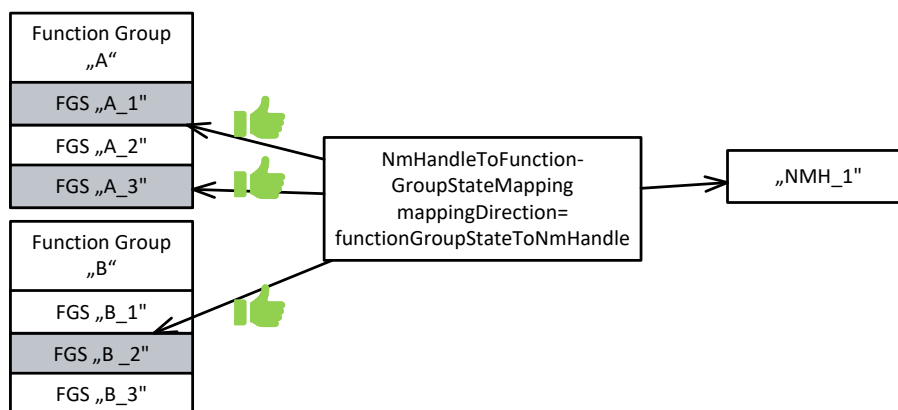 Function Group
„A“
FGS „A_1"
FGS „A_2"
FGS „A_3"
Function Group
„B“
FGS „B_1"
FGS „B _2"
FGS „B_3"
NmHandleToFunction-
GroupStateMapping
mappingDirection=
functionGroupStateToNmHandle
„NMH_1”